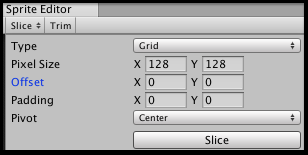 Sprite Editor
Slice Trim
Type Grid
Pixel Size X 128 Y 128
Offset X 0 Y 0
Padding X 0 Y 0
Pivot Center
Slice